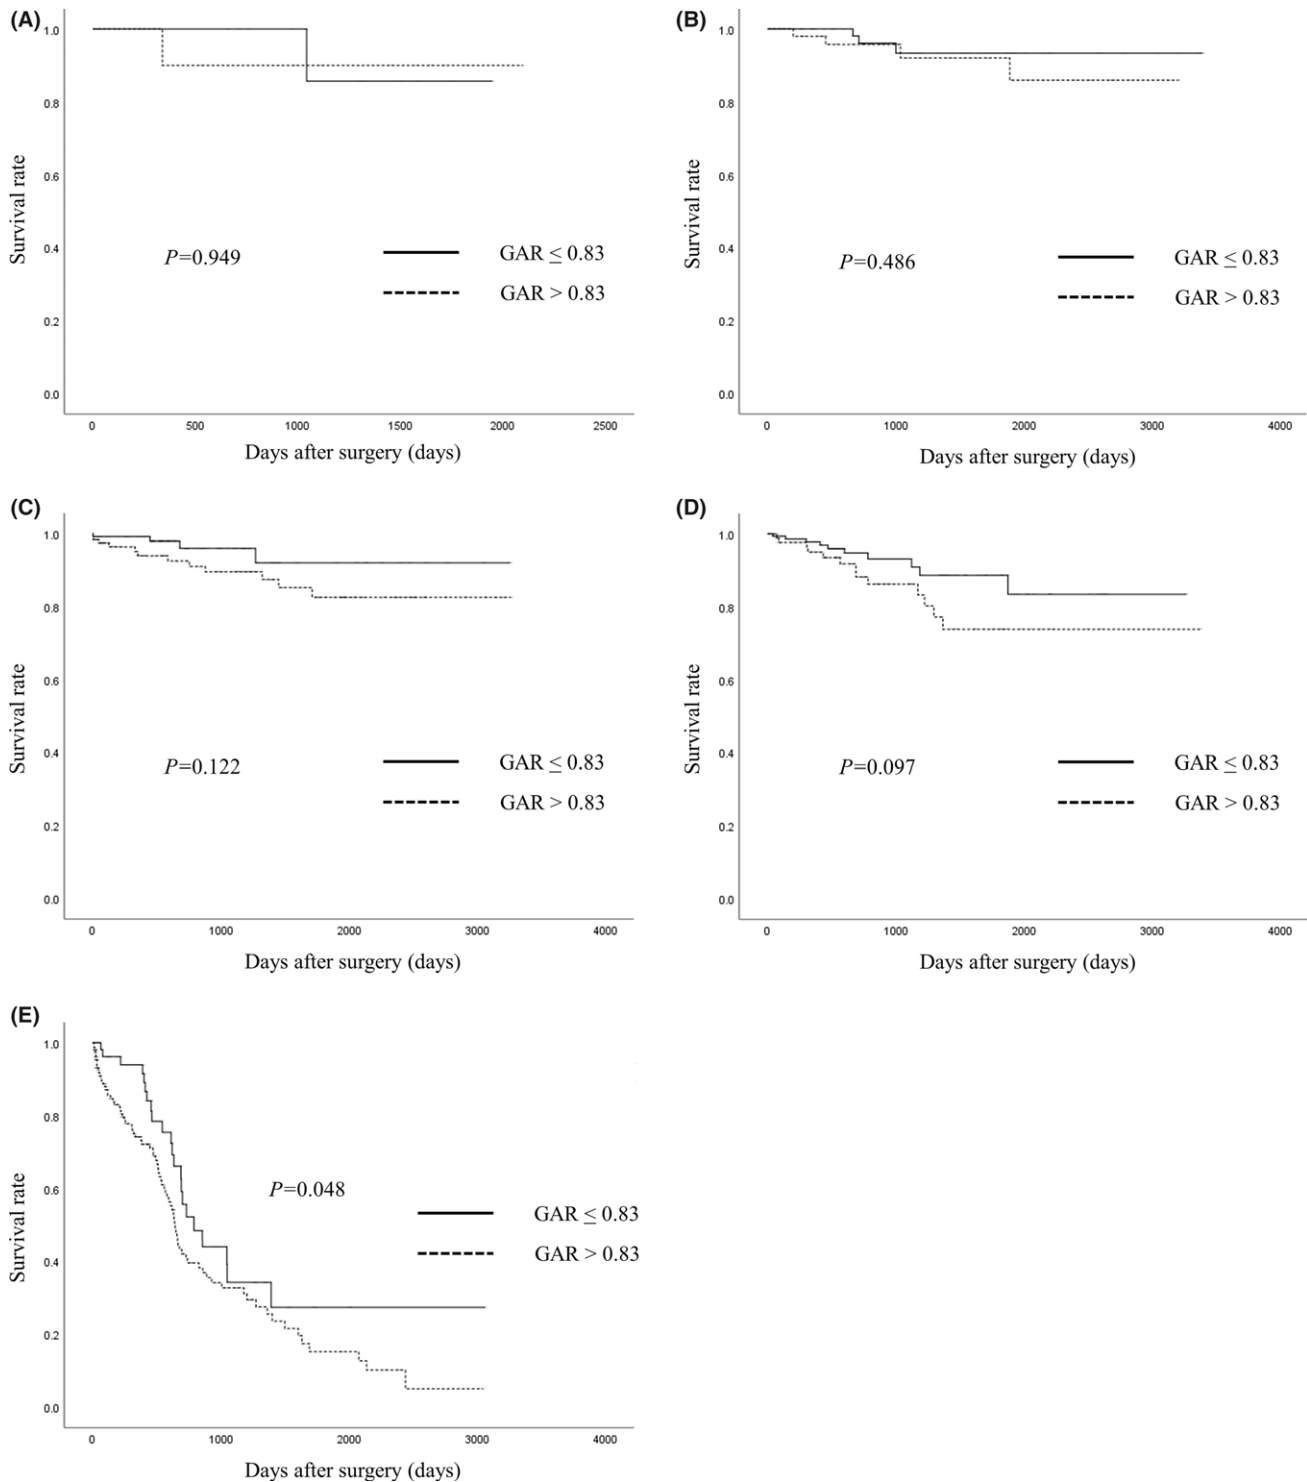 (A)
1.0
0.8
0.6
0.4
0.2
0.0
Survival rate
P=0.949
GAR ≤ 0.83
GAR > 0.83
0 500 1000 1500 2000 2500
Days after surgery (days)
(B)
1.0
0.8
0.6
0.4
0.2
0.0
Survival rate
P=0.486
GAR ≤ 0.83
GAR > 0.83
0 1000 2000 3000 4000
Days after surgery (days)
(C)
1.0
0.8
0.6
0.4
0.2
0.0
Survival rate
P=0.122
GAR ≤ 0.83
GAR > 0.83
0 1000 2000 3000 4000
Days after surgery (days)
(D)
1.0
0.8
0.6
0.4
0.2
0.0
Survival rate
P=0.097
GAR ≤ 0.83
GAR > 0.83
0 1000 2000 3000 4000
Days after surgery (days)
(E)
1.0
0.8
0.6
0.4
0.2
0.0
Survival rate
P=0.048
GAR ≤ 0.83
GAR > 0.83
0 1000 2000 3000 4000
Days after surgery (days)